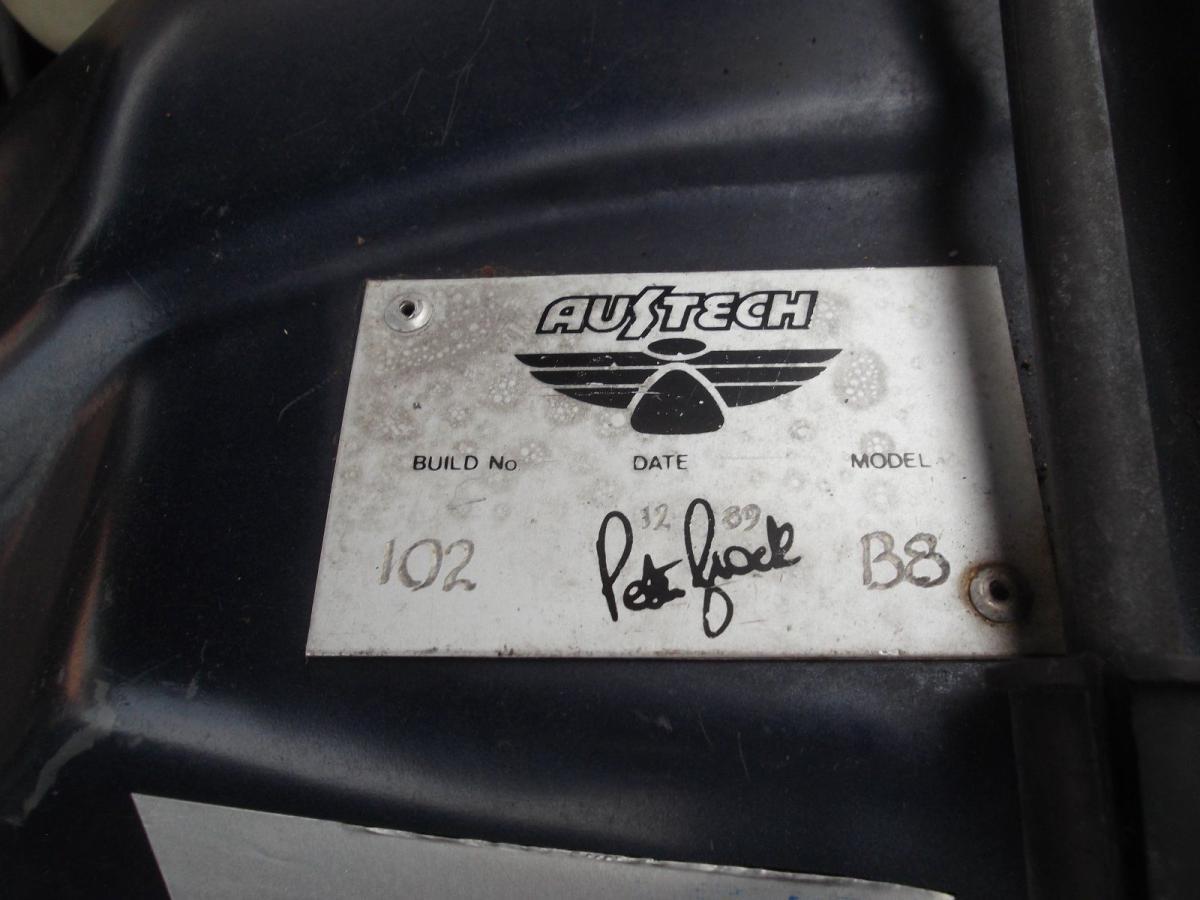 AUSTECH
BUILD No DATE MODEL
12 89
102 Peter Brock B8